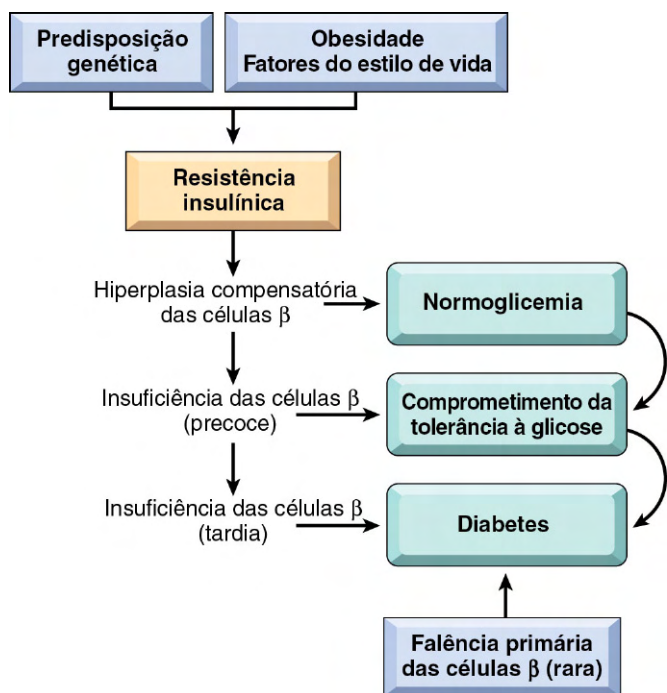 Predisposição
genética
Obesidade
Fatores do estilo de vida
Resistência
insulínica
Hiperplasia compensatória
das células β
Normoglicemia
Insuficiência das células β
(precoce)
Comprometimento da
tolerância à glicose
Insuficiência das células β
(tardia)
Diabetes
Falência primária
das células β (rara)